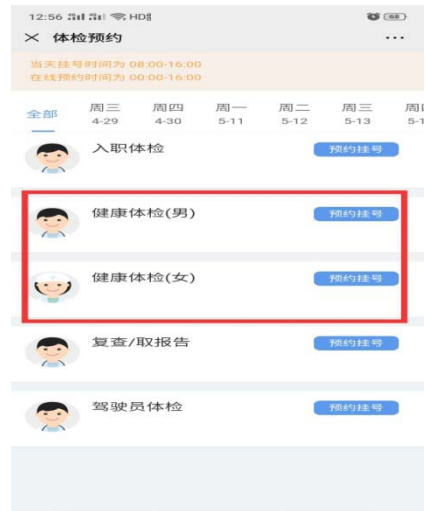 12:56 HD
体检预约
当天挂号时间为 08:00-16:00
在线预约时间为 00:00-16:00
全部 周三 周四 周一 周二 周三
4-29 4-30 5-11 5-12 5-13
入职体检 预约挂号
健康体检(男) 预约挂号
健康体检(女) 预约挂号
复查/取报告 预约挂号
驾驶员体检 预约挂号